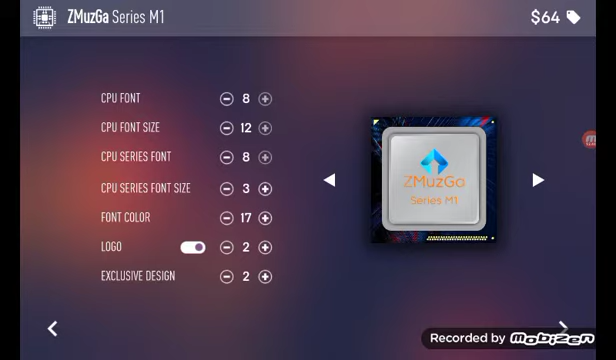 ZMuzGa Series M1
$64
CPU FONT 8
CPU FONT SIZE 12
CPU SERIES FONT 8
CPU SERIES FONT SIZE 3
FONT COLOR 17
LOGO 2
EXCLUSIVE DESIGN 2
ZMuzGa
Series M1
Recorded by MOBIZEN